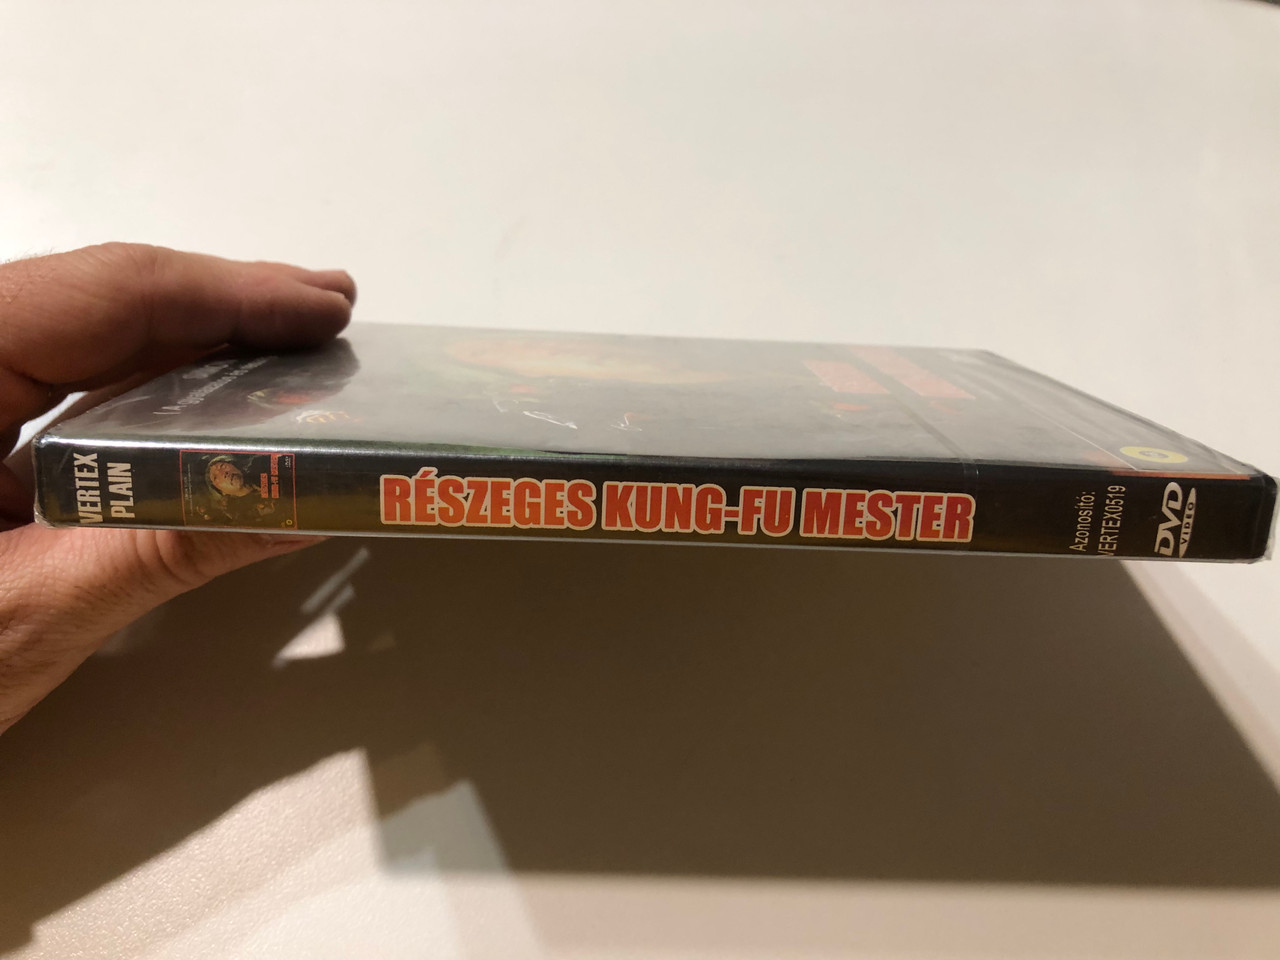 VERTEX
PLAIN
RÉSZEGES KUNG-FU MESTER
Azonosító:
VERTEX0519
DVD
VIDEO